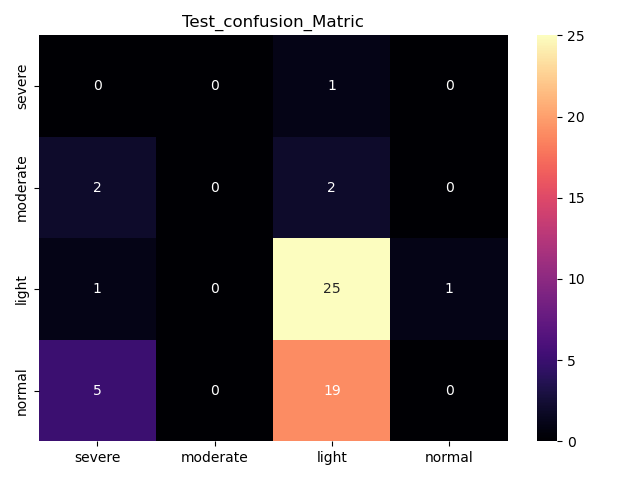 Test_confusion_Matric
severe 0 0 1 0
moderate 2 0 2 0
light 1 0 25 1
normal 5 0 19 0
severe moderate light normal
25
20
15
10
5
0